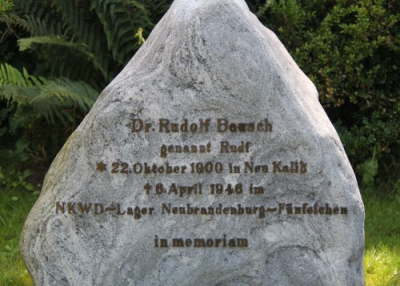 Dr. Rudolf Bausch
genannt Rudf
* 22. Oktober 1900 in Neu Kaliß
† 6. April 1946 im
NKWD-Lager Neubrandenburg-Fünfeichen
in memoriam